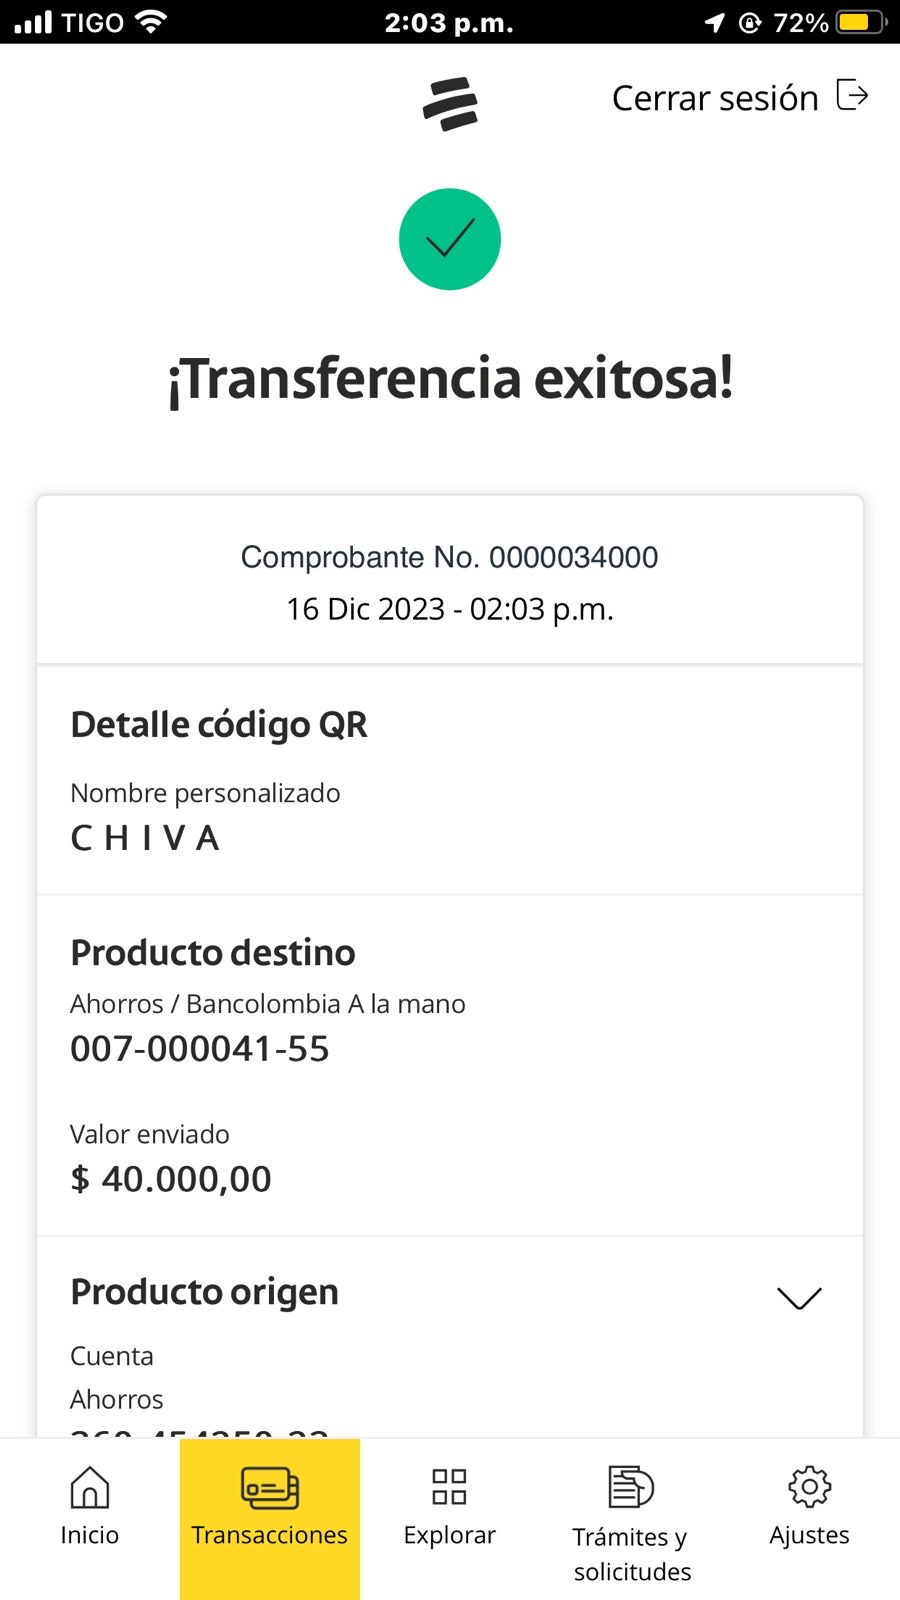 TIGO
2:03 p.m.
72%
Cerrar sesión
¡Transferencia exitosa!
Comprobante No. 0000034000
16 Dic 2023 - 02:03 p.m.
Detalle código QR
Nombre personalizado
C H I V A
Producto destino
Ahorros / Bancolombia A la mano
007-000041-55
Valor enviado
$ 40.000,00
Producto origen
Cuenta
Ahorros
Inicio
Transacciones
Explorar
Trámites y
solicitudes
Ajustes